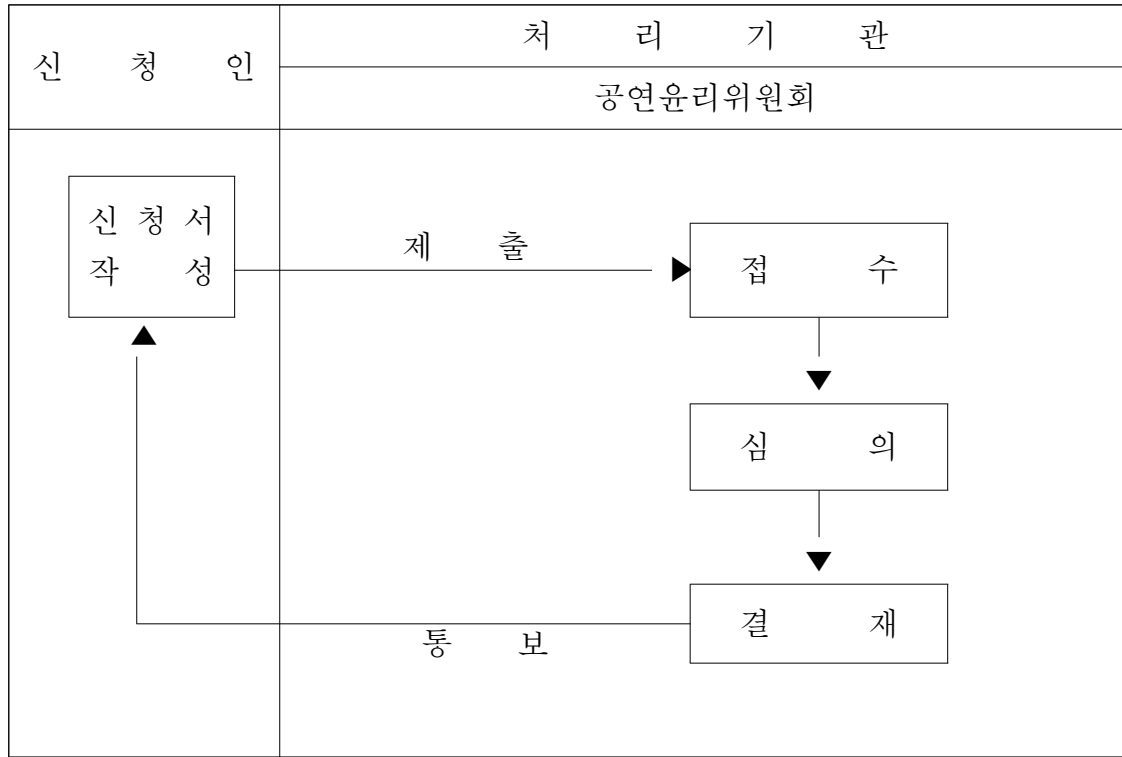 신 청 인
처 리 기 관
공연윤리위원회
신 청 서
작 성
제 출
접 수
심 의
결 재
통 보